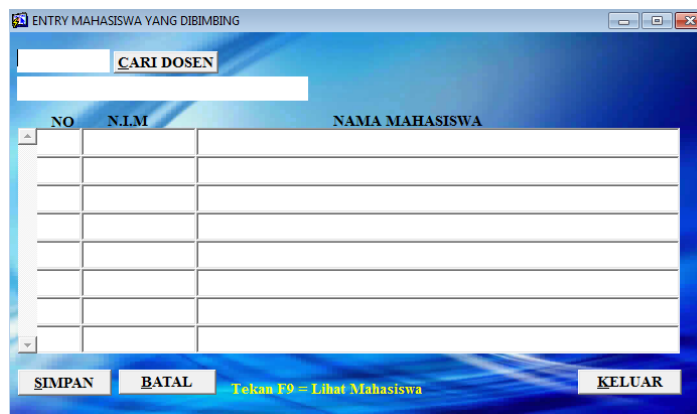 ENTRY MAHASISWA YANG DIBIMBING
CARI DOSEN
NO N.I.M NAMA MAHASISWA
SIMPAN BATAL Tekan F9 = Lihat Mahasiswa KELUAR